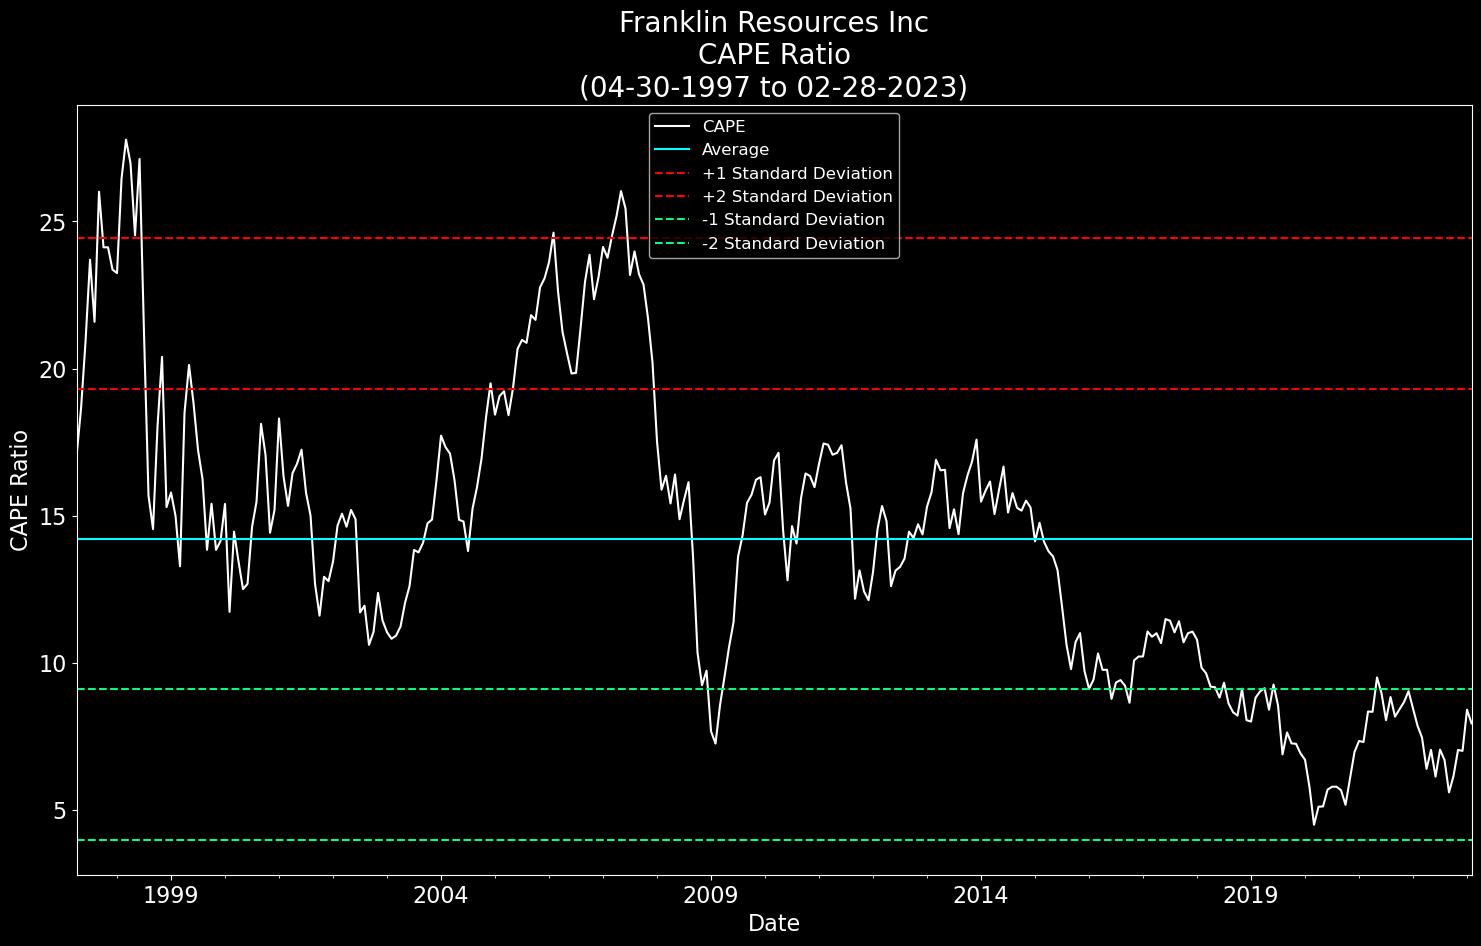 Franklin Resources Inc
CAPE Ratio
(04-30-1997 to 02-28-2023)
CAPE
Average
+1 Standard Deviation
+2 Standard Deviation
-1 Standard Deviation
-2 Standard Deviation
CAPE Ratio
25
20
15
10
5
1999 2004 2009 2014 2019
Date